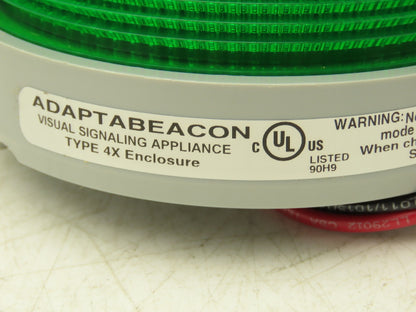 ADAPTABEACON
VISUAL SIGNALING APPLIANCE
TYPE 4X Enclosure
C UL US
LISTED
90H9
WARNING:
mode
When